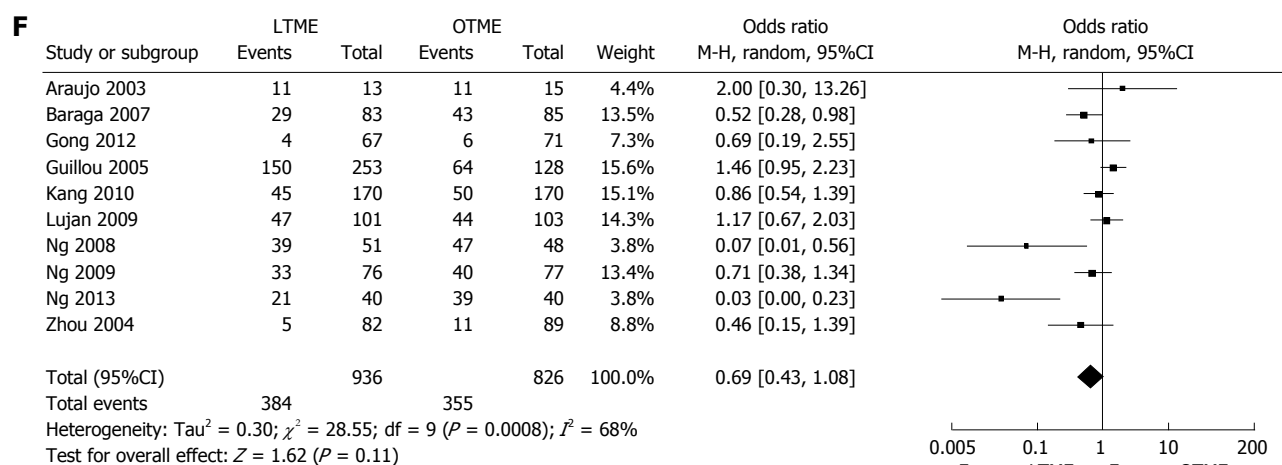 F
LTME OTME Odds ratio Odds ratio
Study or subgroup Events Total Events Total Weight M-H, random, 95%CI M-H, random, 95%CI
Araujo 2003 11 13 11 15 4.4% 2.00 [0.30, 13.26]
Baraga 2007 29 83 43 85 13.5% 0.52 [0.28, 0.98]
Gong 2012 4 67 6 71 7.3% 0.69 [0.19, 2.55]
Guillou 2005 150 253 64 128 15.6% 1.46 [0.95, 2.23]
Kang 2010 45 170 50 170 15.1% 0.86 [0.54, 1.39]
Lujan 2009 47 101 44 103 14.3% 1.17 [0.67, 2.03]
Ng 2008 39 51 47 48 3.8% 0.07 [0.01, 0.56]
Ng 2009 33 76 40 77 13.4% 0.71 [0.38, 1.34]
Ng 2013 21 40 39 40 3.8% 0.03 [0.00, 0.23]
Zhou 2004 5 82 11 89 8.8% 0.46 [0.15, 1.39]
Total (95%CI) 936 826 100.0% 0.69 [0.43, 1.08]
Total events 384 355
Heterogeneity: Tau² = 0.30; χ² = 28.55; df = 9 (P = 0.0008); I² = 68%
Test for overall effect: Z = 1.62 (P = 0.11)
0.005 0.1 1 10 200